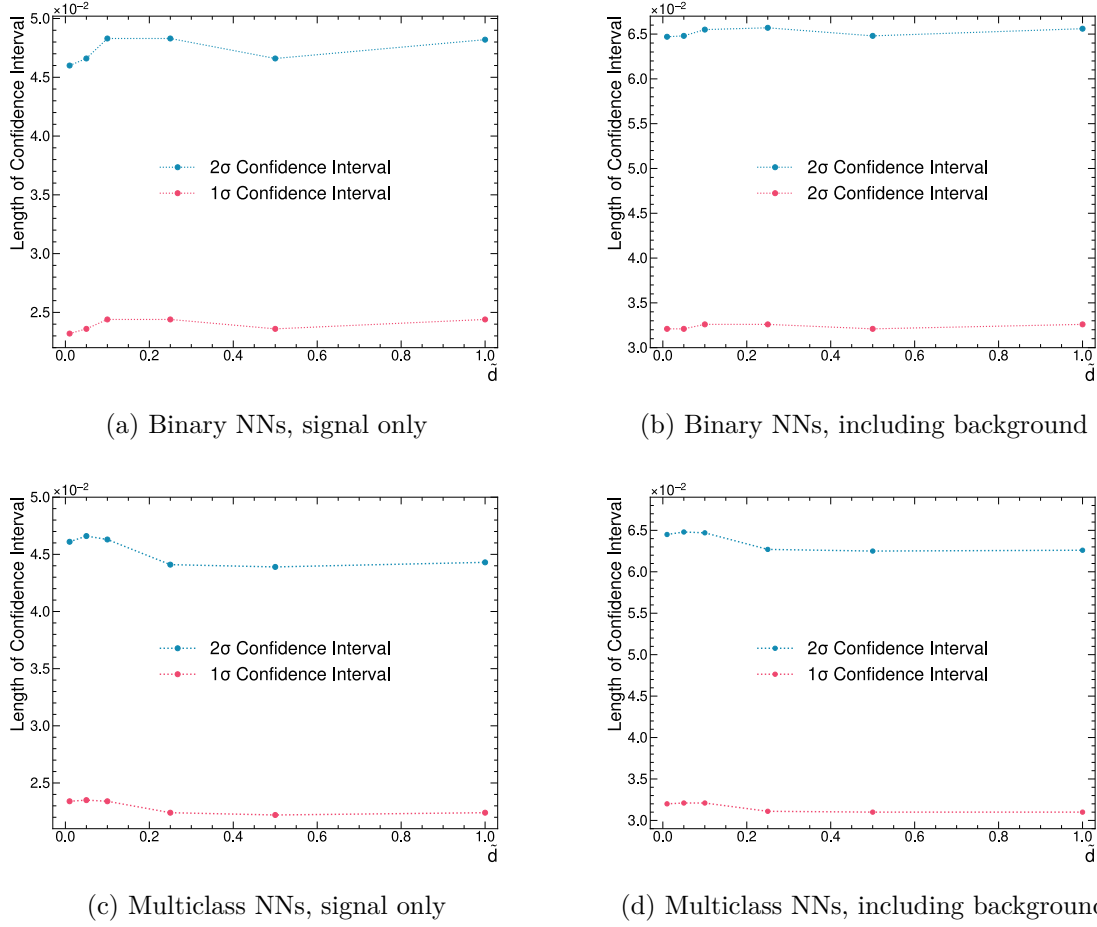 ×10⁻²
Length of Confidence Interval
5.0
4.5
4.0
3.5
3.0
2.5
2σ Confidence Interval
1σ Confidence Interval
0.0 0.2 0.4 0.6 0.8 1.0
d̃
(a) Binary NNs, signal only
×10⁻²
Length of Confidence Interval
6.5
6.0
5.5
5.0
4.5
4.0
3.5
3.0
2σ Confidence Interval
2σ Confidence Interval
0.0 0.2 0.4 0.6 0.8 1.0
d̃
(b) Binary NNs, including background
×10⁻²
Length of Confidence Interval
5.0
4.5
4.0
3.5
3.0
2.5
2σ Confidence Interval
1σ Confidence Interval
0.0 0.2 0.4 0.6 0.8 1.0
d̃
(c) Multiclass NNs, signal only
×10⁻²
Length of Confidence Interval
6.5
6.0
5.5
5.0
4.5
4.0
3.5
3.0
2σ Confidence Interval
1σ Confidence Interval
0.0 0.2 0.4 0.6 0.8 1.0
d̃
(d) Multiclass NNs, including background